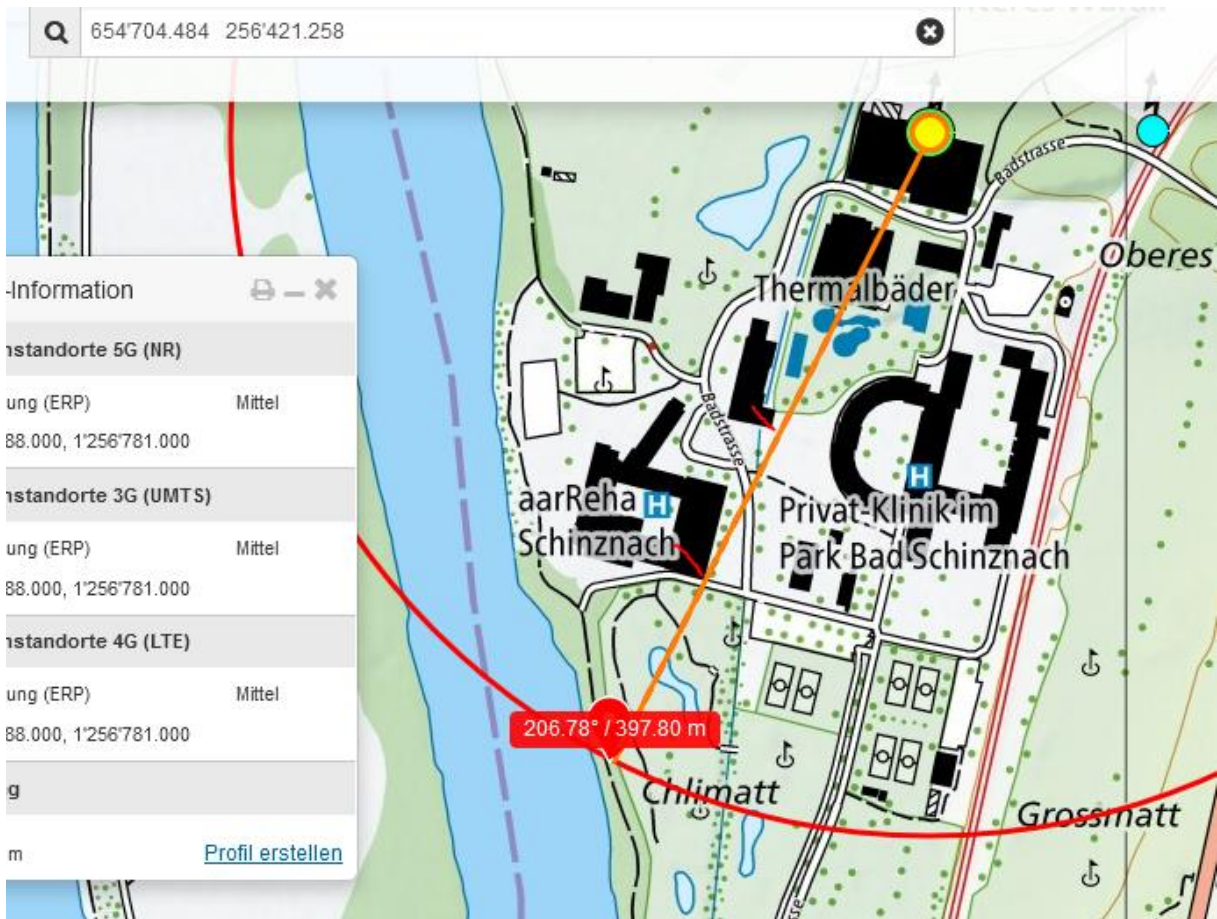 654'704.484 256'421.258
-Information
nstandorte 5G (NR)
ung (ERP) Mittel
88.000, 1'256'781.000
nstandorte 3G (UMTS)
ung (ERP) Mittel
88.000, 1'256'781.000
nstandorte 4G (LTE)
ung (ERP) Mittel
88.000, 1'256'781.000
g
m Profil erstellen
Badstrasse
Oberes
Thermalbäder
Badstrasse
H
aarReha H
Schinznach
Privat-Klinik im
Park Bad Schinznach
206.78° / 397.80 m
Chlimatt
Grossmatt
sse